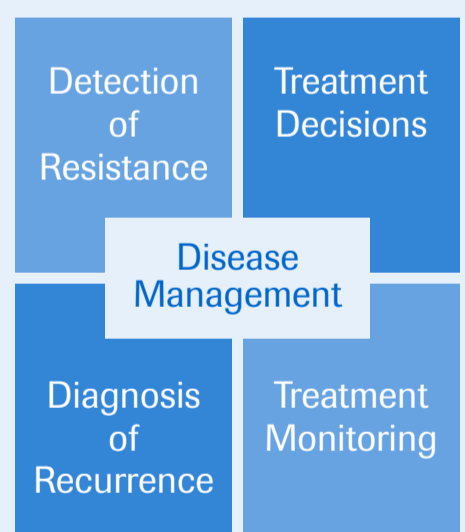 Detection
of
Resistance
Treatment
Decisions
Disease
Management
Diagnosis
of
Recurrence
Treatment
Monitoring